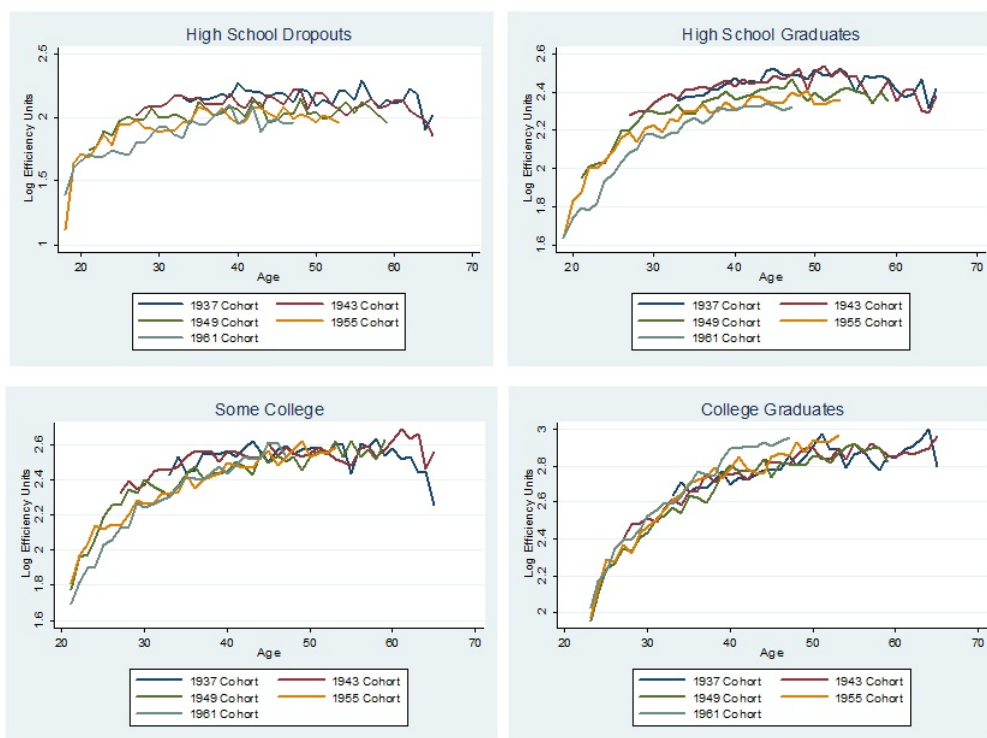 High School Dropouts
Log Efficiency Units
2.5
2
1.5
1
20 30 40 50 60 70
Age
1937 Cohort 1943 Cohort
1949 Cohort 1955 Cohort
1961 Cohort
High School Graduates
Log Efficiency Units
2.6
2.4
2.2
2
1.8
1.6
20 30 40 50 60 70
Age
1937 Cohort 1943 Cohort
1949 Cohort 1955 Cohort
1961 Cohort
Some College
Log Efficiency Units
2.6
2.4
2.2
2
1.8
1.6
20 30 40 50 60 70
Age
1937 Cohort 1943 Cohort
1949 Cohort 1955 Cohort
1961 Cohort
College Graduates
Log Efficiency Units
3
2.8
2.6
2.4
2.2
2
20 30 40 50 60 70
Age
1937 Cohort 1943 Cohort
1949 Cohort 1955 Cohort
1961 Cohort